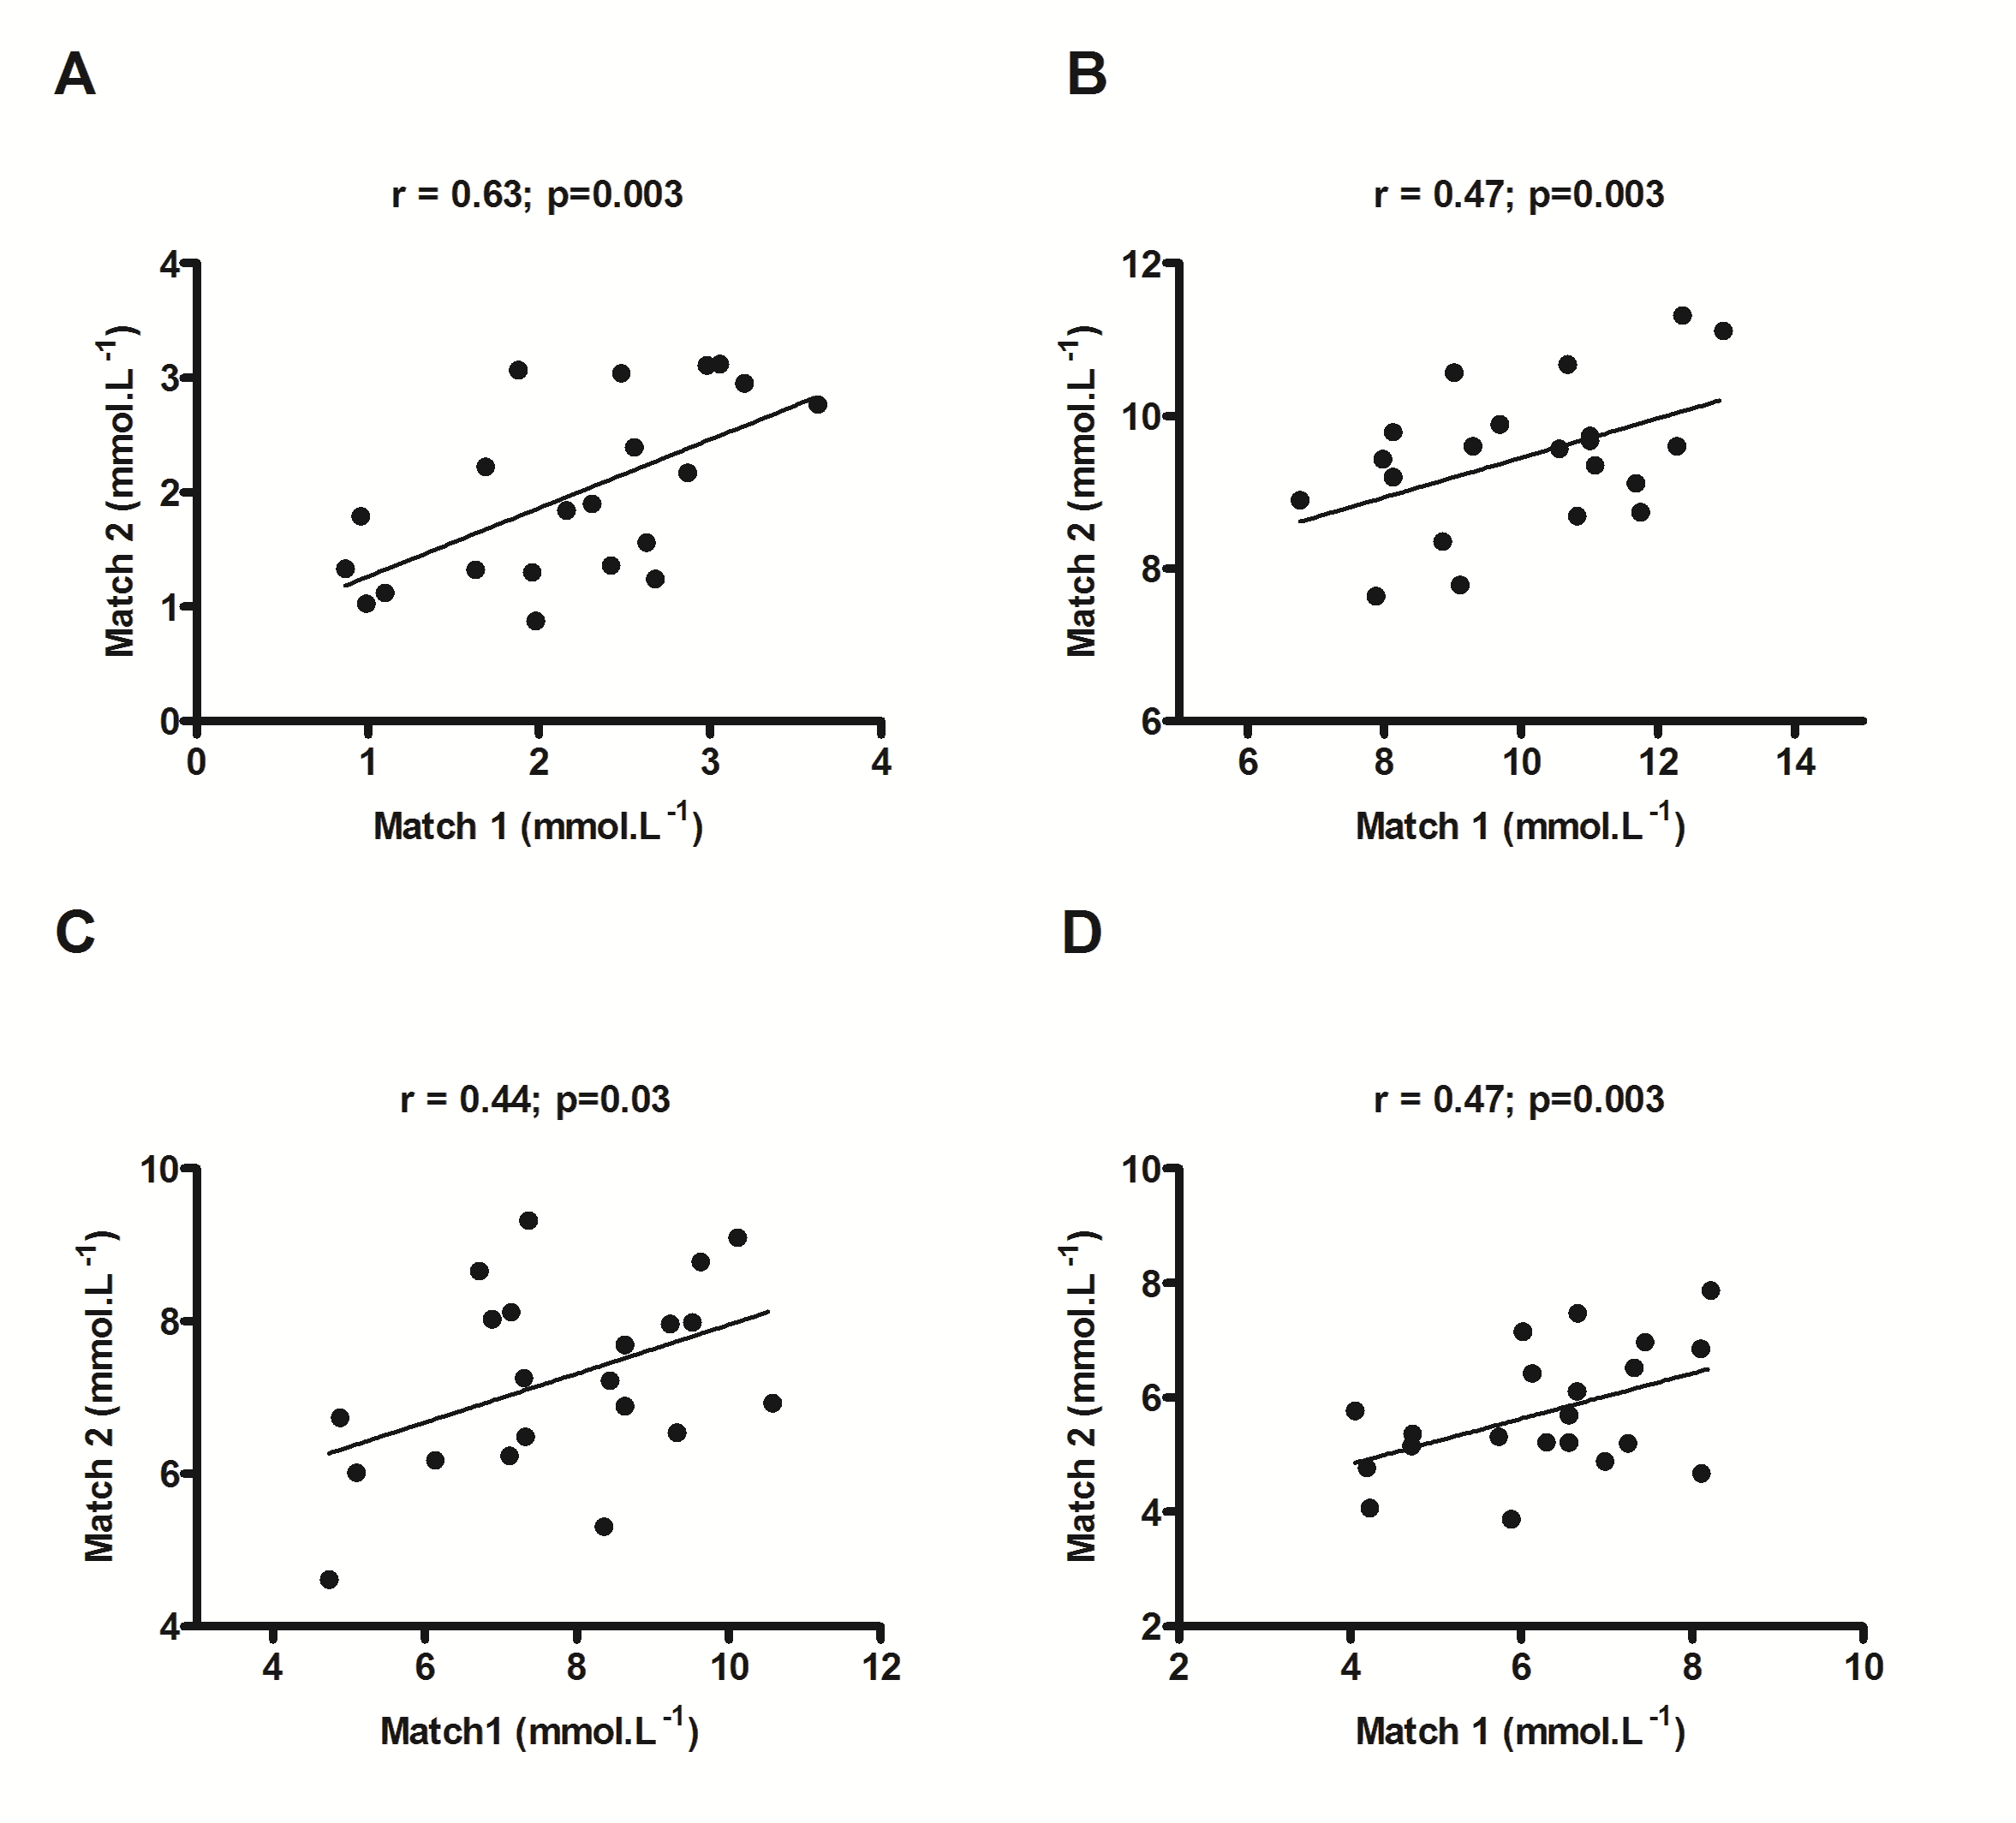 A
r = 0.63; p=0.003
4
3
2
1
0
Match 2 (mmol.L⁻¹)
0 1 2 3 4
Match 1 (mmol.L⁻¹)
B
r = 0.47; p=0.003
12
10
8
6
Match 2 (mmol.L⁻¹)
6 8 10 12 14
Match 1 (mmol.L⁻¹)
C
r = 0.44; p=0.03
10
8
6
4
Match 2 (mmol.L⁻¹)
4 6 8 10 12
Match1 (mmol.L⁻¹)
D
r = 0.47; p=0.003
10
8
6
4
2
Match 2 (mmol.L⁻¹)
2 4 6 8 10
Match 1 (mmol.L⁻¹)